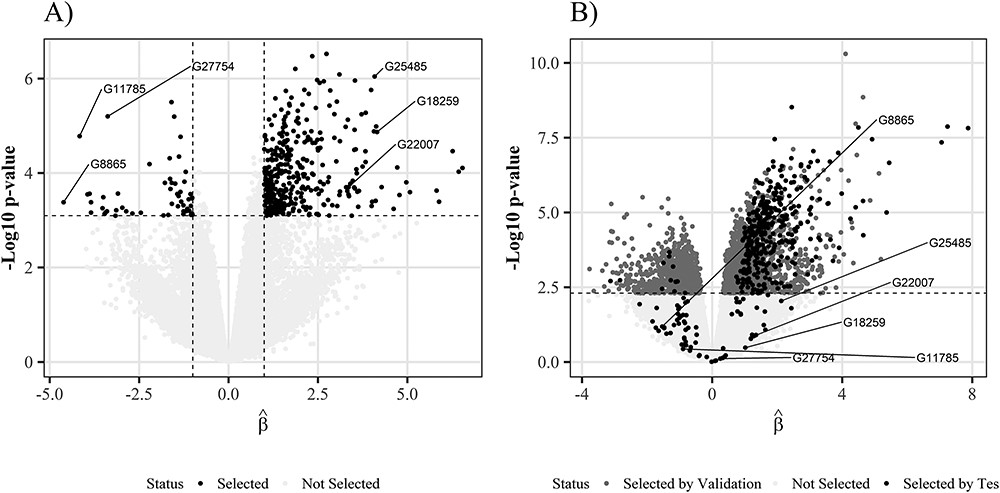 A)
-Log10 p-value
6
4
2
0
-5.0 -2.5 0.0 2.5 5.0
β̂
G27754
G11785
G8865
G25485
G18259
G22007
Status Selected Not Selected
B)
-Log10 p-value
10.0
7.5
5.0
2.5
0.0
-4 0 4 8
β̂
G8865
G25485
G22007
G18259
G27754
G11785
Status Selected by Validation Not Selected Selected by Tes